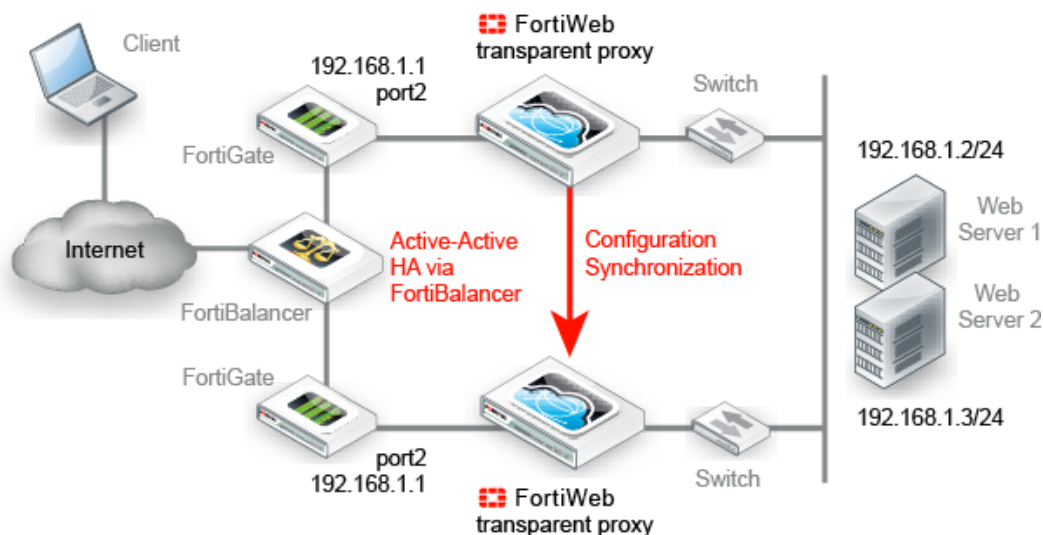 Client
FortiWeb
transparent proxy
192.168.1.1
port2
Switch
FortiGate
192.168.1.2/24
Web
Server 1
Internet
Active-Active
HA via
FortiBalancer
Configuration
Synchronization
FortiBalancer
Web
Server 2
FortiGate
192.168.1.3/24
port2
192.168.1.1
Switch
FortiWeb
transparent proxy